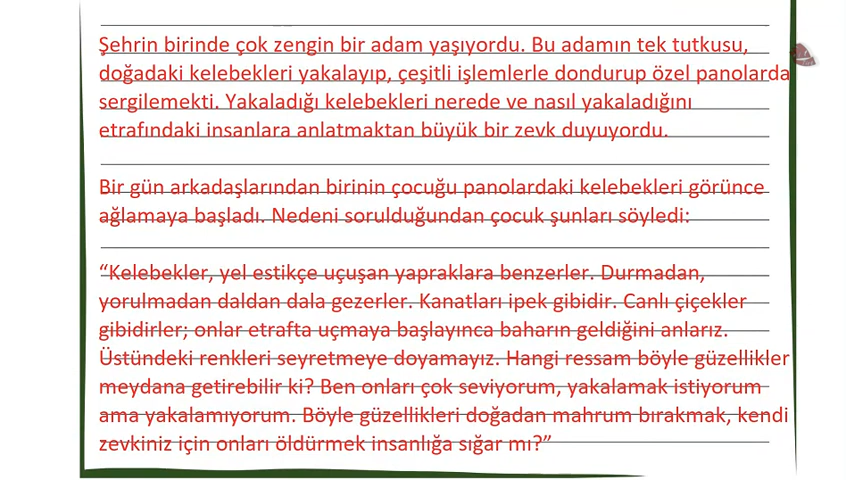 Şehrin birinde çok zengin bir adam yaşıyordu. Bu adamın tek tutkusu,
doğadaki kelebekleri yakalayıp, çeşitli işlemlerle dondurup özel panolarda
sergilemekti. Yakaladığı kelebekleri nerede ve nasıl yakaladığını
etrafındaki insanlara anlatmaktan büyük bir zevk duyuyordu.
Bir gün arkadaşlarından birinin çocuğu panolardaki kelebekleri görünce
ağlamaya başladı. Nedeni sorulduğundan çocuk şunları söyledi:
“Kelebekler, yel estikçe uçuşan yapraklara benzerler. Durmadan,
yorulmadan daldan dala gezerler. Kanatları ipek gibidir. Canlı çiçekler
gibidirler; onlar etrafta uçmaya başlayınca baharın geldiğini anlarız.
Üstündeki renkleri seyretmeye doyamayız. Hangi ressam böyle güzellikler
meydana getirebilir ki? Ben onları çok seviyorum, yakalamak istiyorum
ama yakalamıyorum. Böyle güzellikleri doğadan mahrum bırakmak, kendi
zevkiniz için onları öldürmek insanlığa sığar mı?”